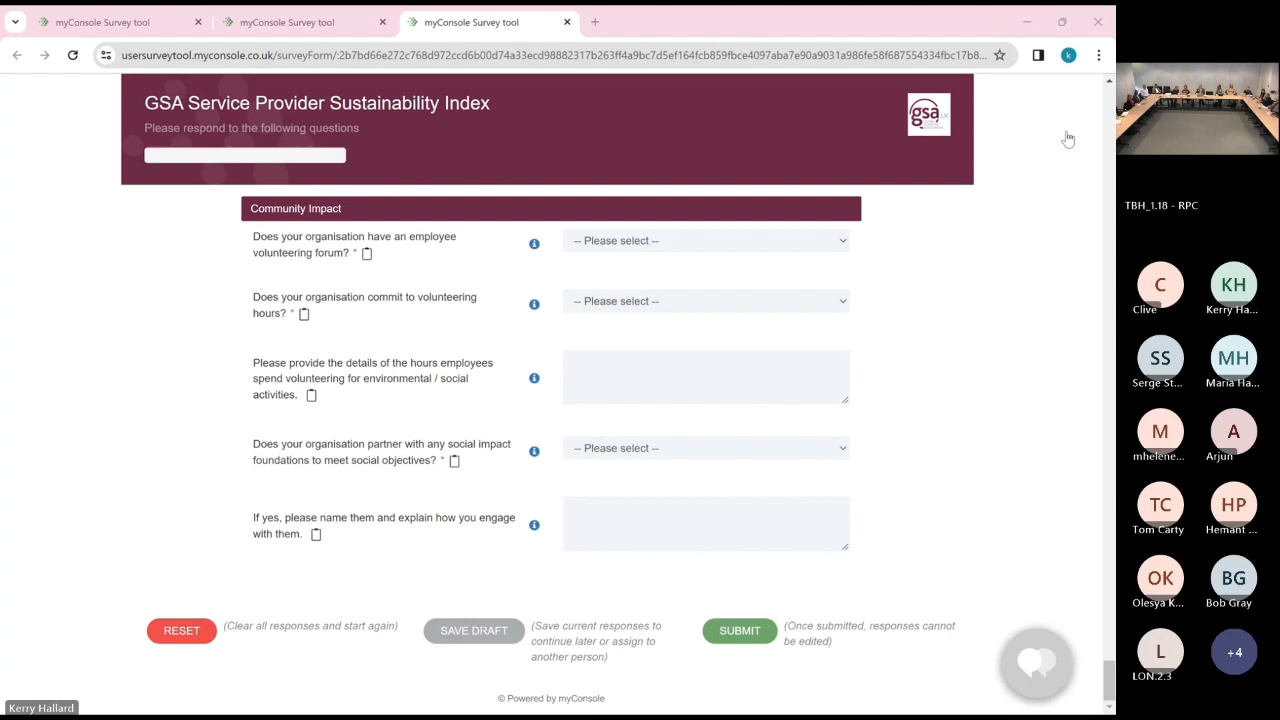 myConsole Survey tool
myConsole Survey tool
myConsole Survey tool
usersurveytool.myconsole.co.uk/surveyForm/:2b7bd66e272c768d972ccd6b00d74a33ecd98882317b263ff4a9bc7d5ef164fcb859fbce4097aba7e90a9031a986fe58f687554334fbc17b8...
k
GSA Service Provider Sustainability Index
Please respond to the following questions
gsa UK
Community Impact
Does your organisation have an employee
volunteering forum? *
-- Please select --
Does your organisation commit to volunteering
hours? *
-- Please select --
Please provide the details of the hours employees
spend volunteering for environmental / social
activities.
Does your organisation partner with any social impact
foundations to meet social objectives? *
-- Please select --
If yes, please name them and explain how you engage
with them.
RESET
(Clear all responses and start again)
SAVE DRAFT
(Save current responses to
continue later or assign to
another person)
SUBMIT
(Once submitted, responses cannot
be edited)
© Powered by myConsole
Kerry Hallard
TBH_1.18 - RPC
C
Clive
KH
Kerry Ha...
SS
Serge St...
MH
Maria Ha...
M
mhelene...
A
Arjun
TC
Tom Carty
HP
Hemant ...
OK
Olesya K...
BG
Bob Gray
L
LON.2.3
+4